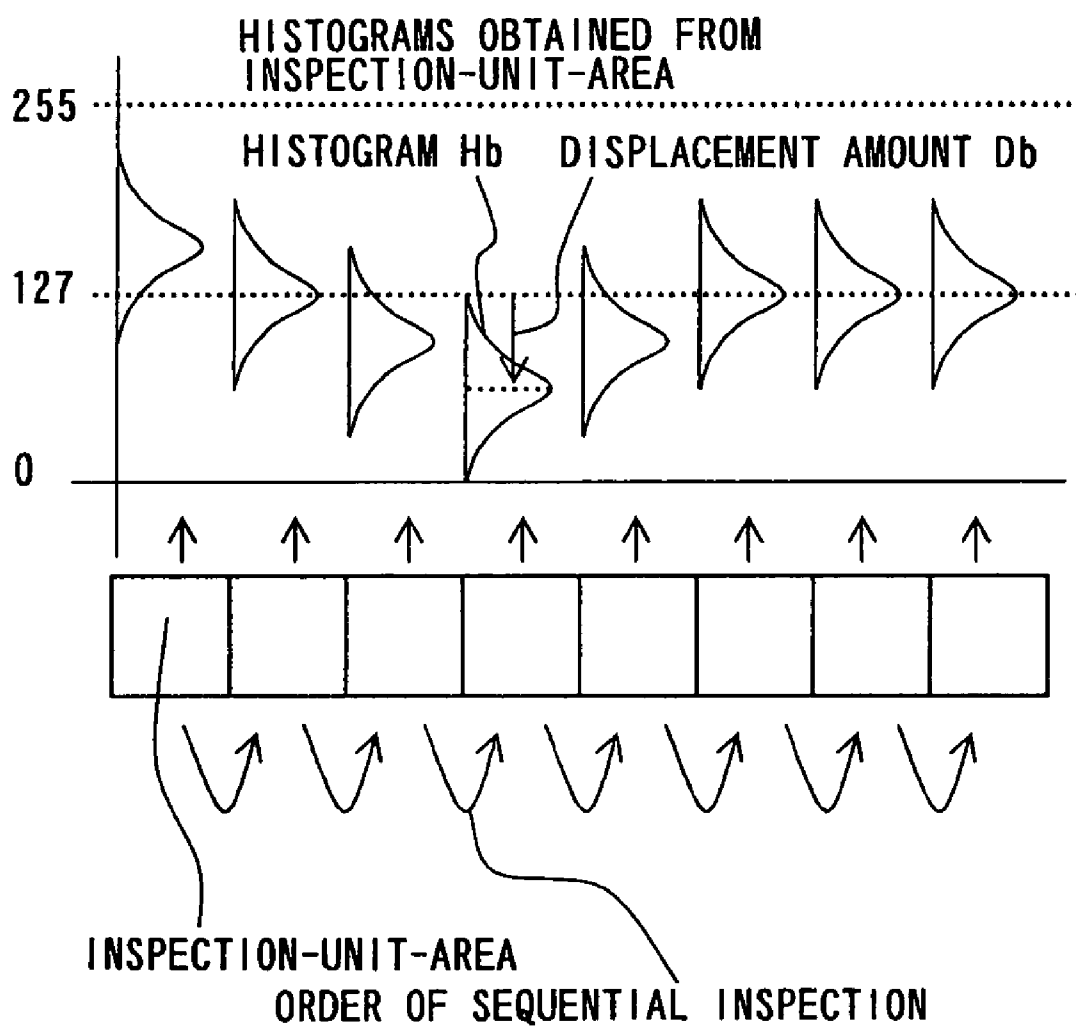 HISTOGRAMS OBTAINED FROM
INSPECTION-UNIT-AREA
255
HISTOGRAM Hb
DISPLACEMENT AMOUNT Db
127
0
INSPECTION-UNIT-AREA
ORDER OF SEQUENTIAL INSPECTION